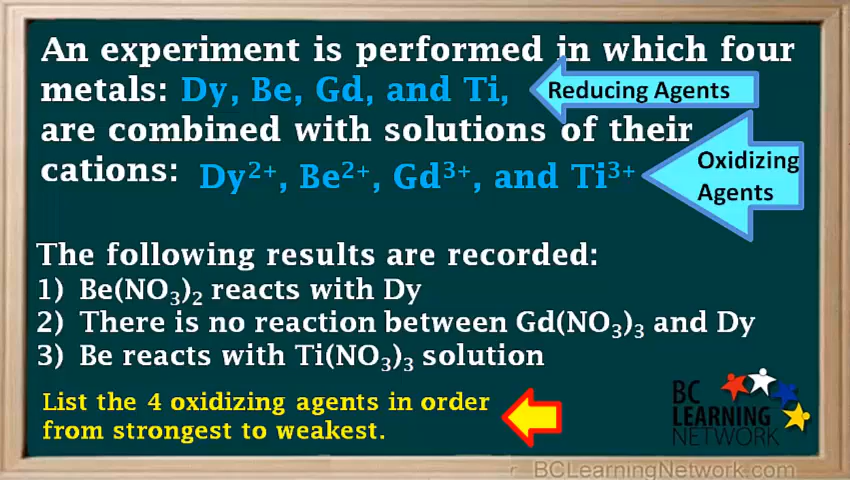 An experiment is performed in which four
metals: Dy, Be, Gd, and Ti,
Reducing Agents
are combined with solutions of their
cations: Dy²⁺, Be²⁺, Gd³⁺, and Ti³⁺
Oxidizing
Agents
The following results are recorded:
1) Be(NO₃)₂ reacts with Dy
2) There is no reaction between Gd(NO₃)₃ and Dy
3) Be reacts with Ti(NO₃)₃ solution
List the 4 oxidizing agents in order
from strongest to weakest.
BC
LEARNING
NETWORK
BCLearningNetwork.com